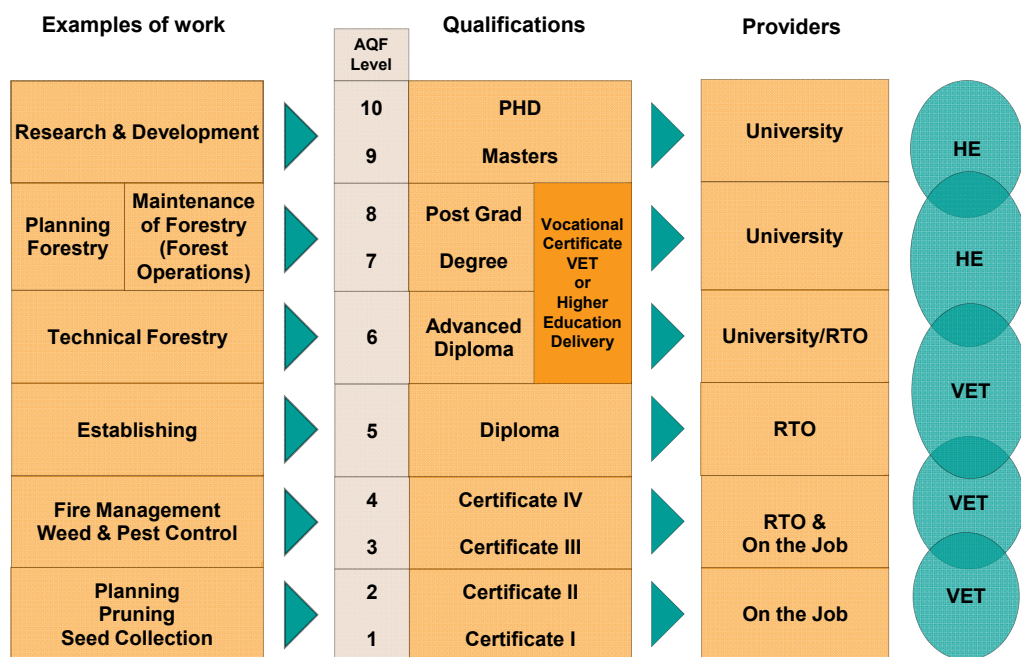 Examples of work
Qualifications
Providers
AQF
Level
Research & Development
10
PHD
9
Masters
University
HE
Planning
Forestry
Maintenance
of Forestry
(Forest
Operations)
8
Post Grad
7
Degree
Vocational
Certificate
VET
or
Higher
Education
Delivery
University
HE
Technical Forestry
6
Advanced
Diploma
University/RTO
VET
Establishing
5
Diploma
RTO
Fire Management
Weed & Pest Control
4
Certificate IV
3
Certificate III
RTO &
On the Job
VET
Planning
Pruning
Seed Collection
2
Certificate II
1
Certificate I
On the Job
VET